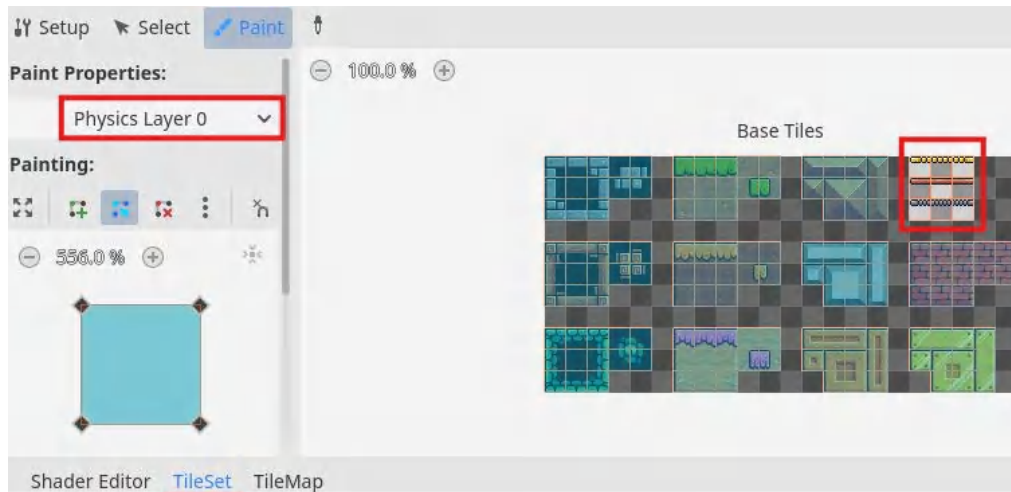 Setup Select Paint
Paint Properties:
100.0 %
Physics Layer 0
Base Tiles
Painting:
556.0 %
Shader Editor TileSet TileMap